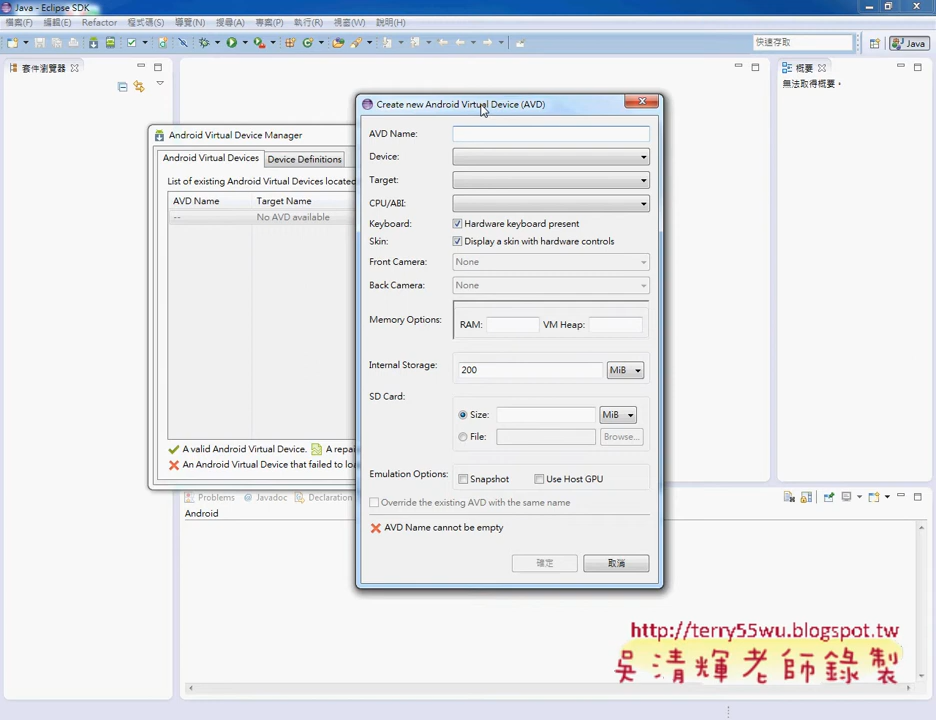 Java - Eclipse SDK
檔案(F) 編輯(E) Refactor 程式碼(S) 導覽(N) 搜尋(A) 專案(P) 執行(R) 視窗(W) 說明(H)
快速存取
Java
套件瀏覽器
概要
無法取得概要。
Create new Android Virtual Device (AVD)
Android Virtual Device Manager
Android Virtual Devices
Device Definitions
List of existing Android Virtual Devices located
AVD Name
Target Name
--
No AVD available
A valid Android Virtual Device.
A repai
An Android Virtual Device that failed to loa
AVD Name:
Device:
Target:
CPU/ABI:
Keyboard:
Hardware keyboard present
Skin:
Display a skin with hardware controls
Front Camera:
None
Back Camera:
None
Memory Options:
RAM:
VM Heap:
Internal Storage:
200
MiB
SD Card:
Size:
MiB
File:
Browse...
Emulation Options:
Snapshot
Use Host GPU
Override the existing AVD with the same name
AVD Name cannot be empty
確定
取消
Problems
Javadoc
Declaration
Android
http://terry55wu.blogspot.tw
吳清輝老師錄製